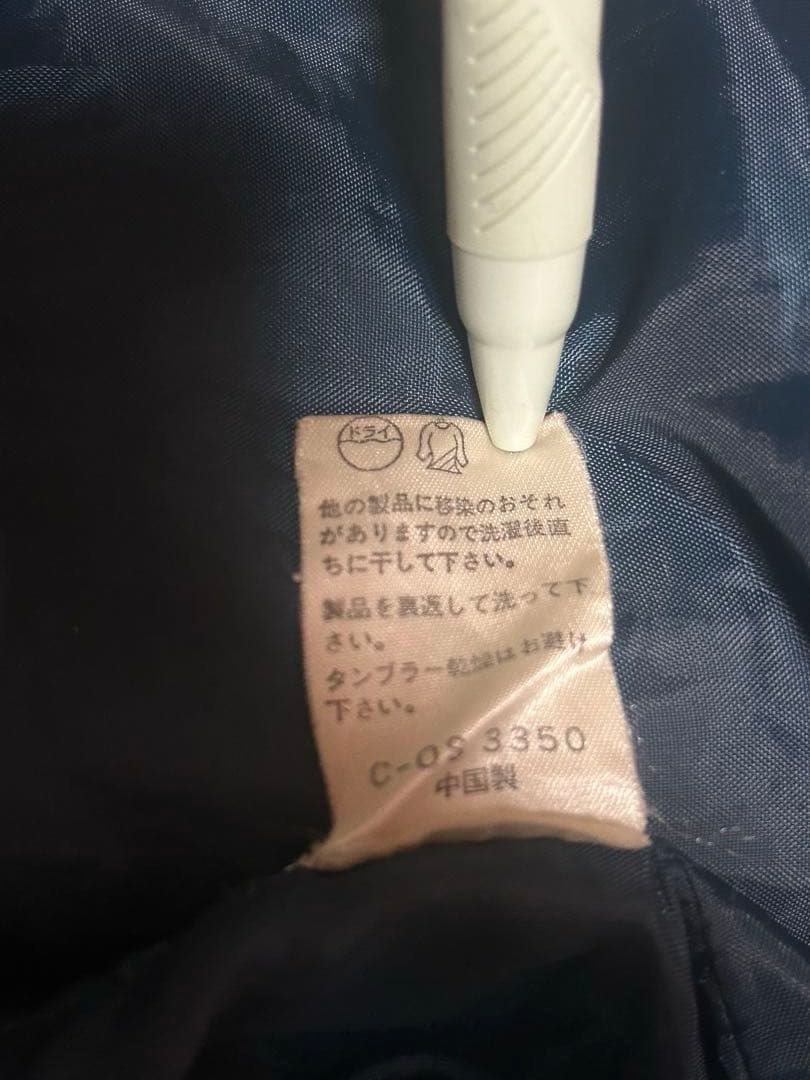 ドライ
他の製品に移染のおそれ
がありますので洗濯後直
ちに干して下さい。
製品を裏返して洗って下
さい。
タンブラー乾燥はお避け
下さい。
C-OS 3350
中国製